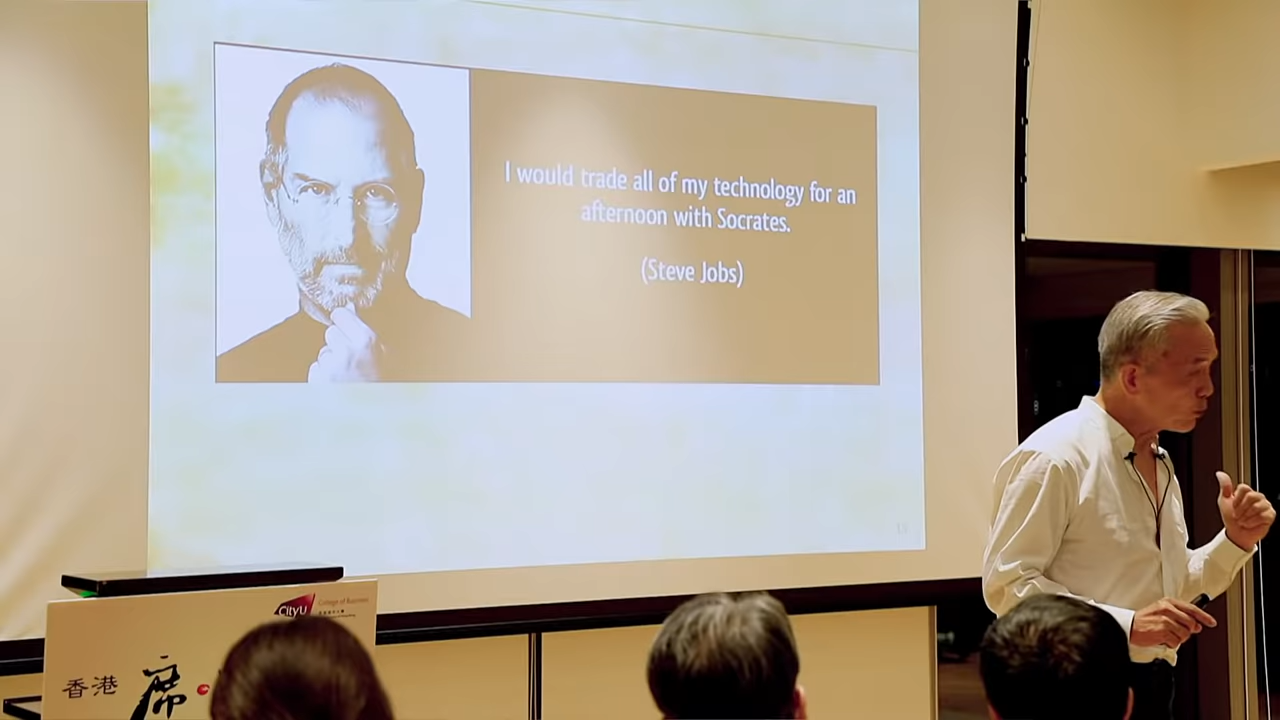 I would trade all of my technology for an
afternoon with Socrates.
(Steve Jobs)
CityU
College of Business
香港
席